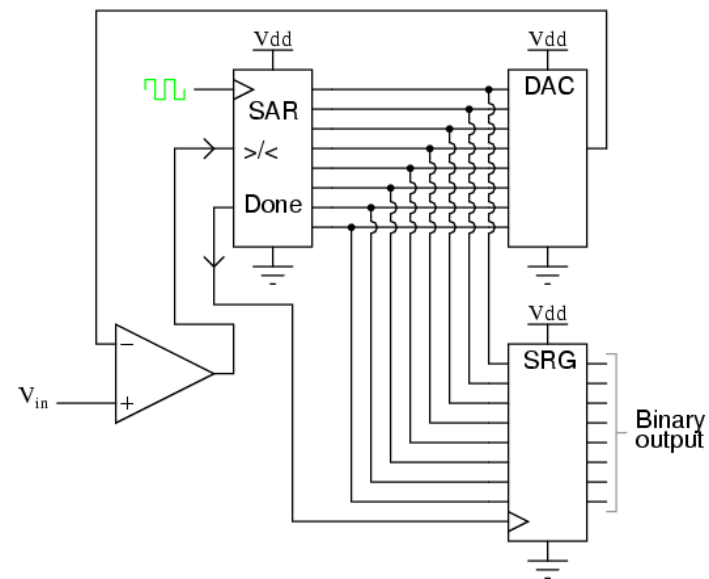 Vdd
Vdd
SAR
DAC
>/<
Done
Vdd
SRG
−
Vin
+
Binary
output